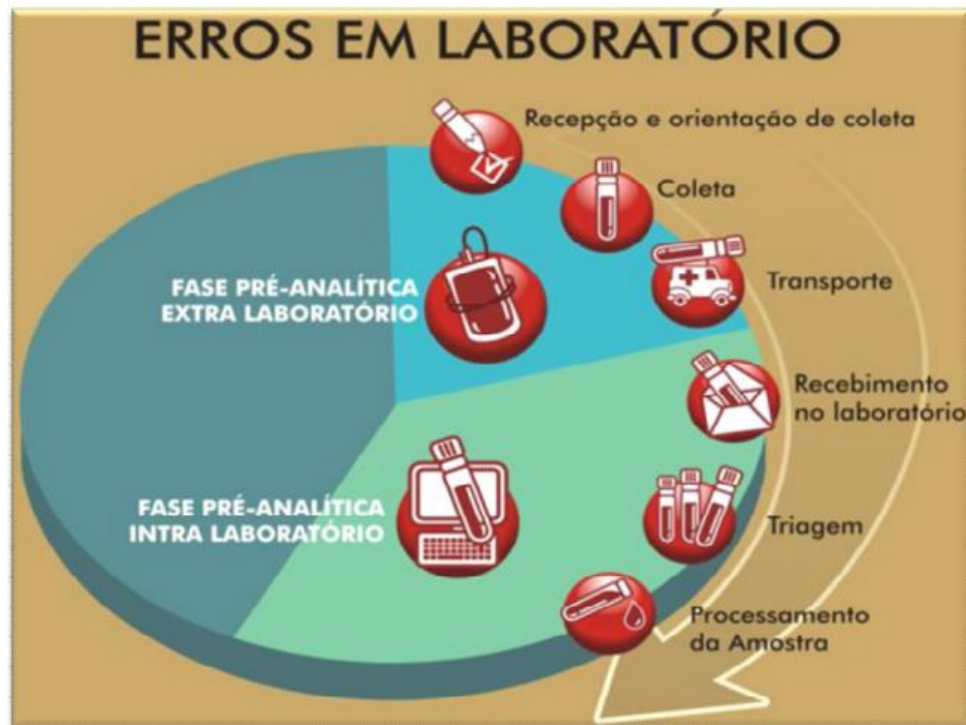 ERROS EM LABORATÓRIO
Recepção e orientação de coleta
Coleta
Transporte
FASE PRÉ-ANALÍTICA
EXTRA LABORATÓRIO
Recebimento
no laboratório
FASE PRÉ-ANALÍTICA
INTRA LABORATÓRIO
Triagem
Processamento
da Amostra